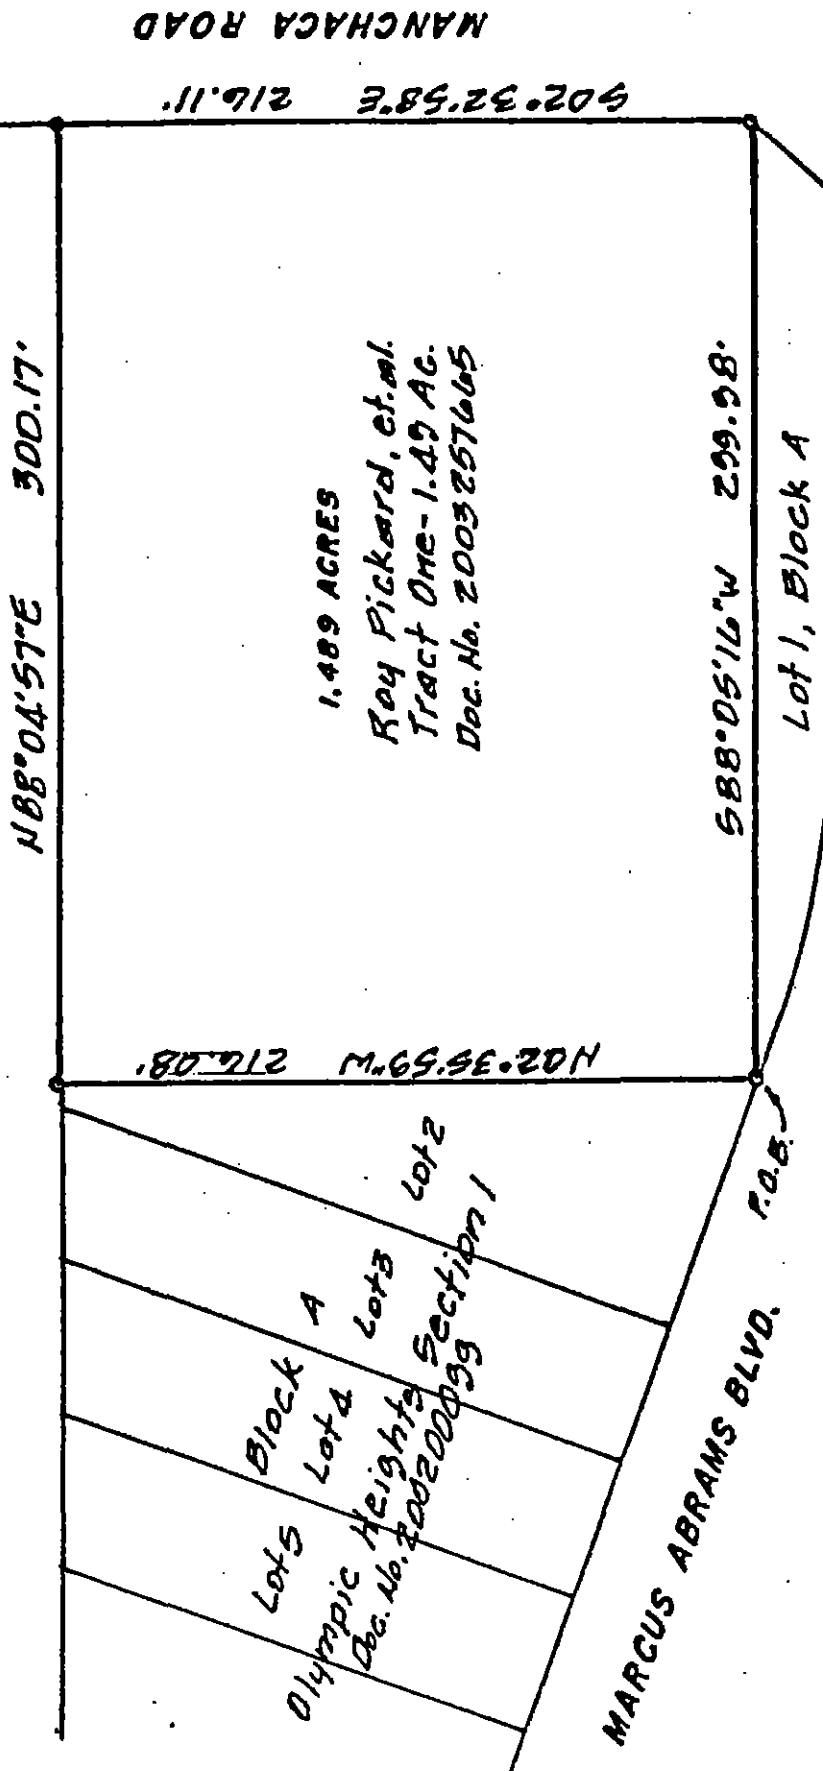 MANCHACA ROAD
S02°32'58"E 216.11'
N88°04'57"E 300.17'
1.489 ACRES
Roy Pickard, et.al.
Tract One-1.49 Ac.
Doc. No. 2003257665
S88°05'16"W 299.98'
Lot 1, Block A
N02°35'59"W 216.08'
P.O.B.
Lot 2
Lot 3
Block A
Lot 4
Lot 5
Olympic Heights Section 1
Doc. No. 200200099
MARCUS ABRAMS BLVD.